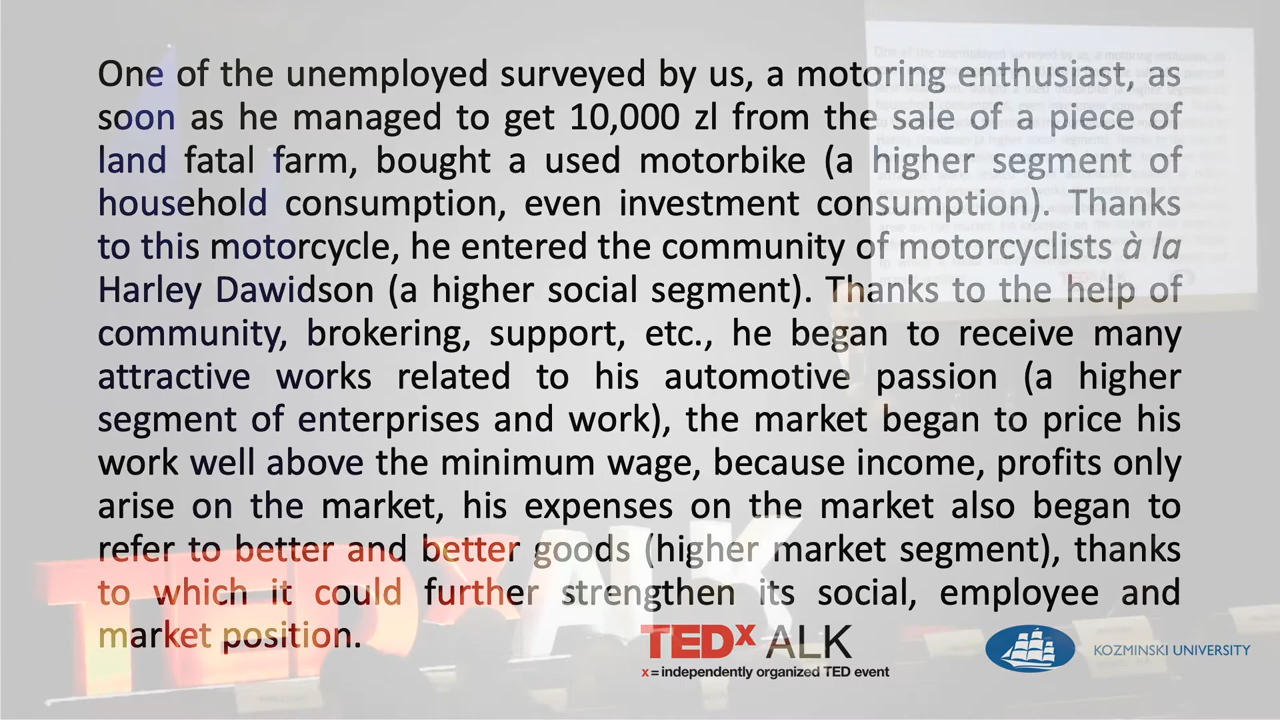 One of the unemployed surveyed by us, a motoring enthusiast, as
soon as he managed to get 10,000 zl from the sale of a piece of
land fatal farm, bought a used motorbike (a higher segment of
household consumption, even investment consumption). Thanks
to this motorcycle, he entered the community of motorcyclists à la
Harley Dawidson (a higher social segment). Thanks to the help of
community, brokering, support, etc., he began to receive many
attractive works related to his automotive passion (a higher
segment of enterprises and work), the market began to price his
work well above the minimum wage, because income, profits only
arise on the market, his expenses on the market also began to
refer to better and better goods (higher market segment), thanks
to which it could further strengthen its social, employee and
market position.
TEDxALK
TEDx ALK
x = independently organized TED event
KOZMINSKI UNIVERSITY